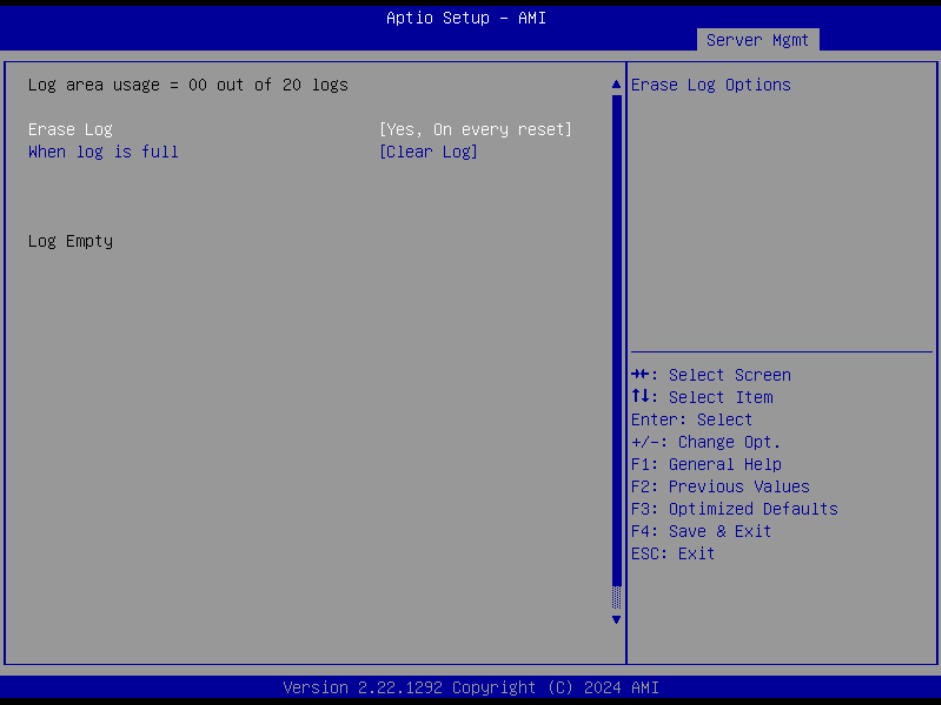 Aptio Setup – AMI
Server Mgmt
Log area usage = 00 out of 20 logs
Erase Log [Yes, On every reset]
When log is full [Clear Log]
Log Empty
Erase Log Options
→←: Select Screen
↑↓: Select Item
Enter: Select
+/-: Change Opt.
F1: General Help
F2: Previous Values
F3: Optimized Defaults
F4: Save & Exit
ESC: Exit
Version 2.22.1292 Copyright (C) 2024 AMI